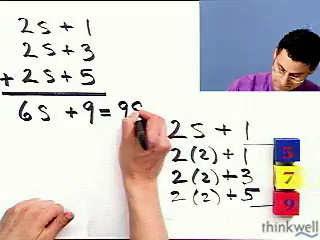 2S + 1
2S + 3
+ 2S + 5
6S + 9 = 9
2S + 1
2(2) + 1
2(2) + 3
2(2) + 5
5
7
9
thinkwell